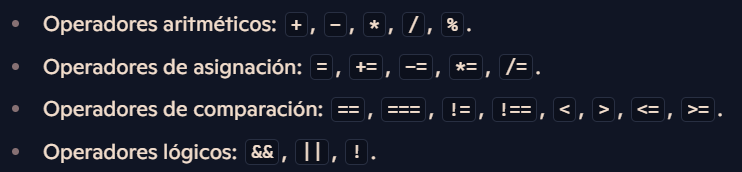 • Operadores aritméticos: +, -, *, /, %.
• Operadores de asignación: =, +=, -=, *=, /=.
• Operadores de comparación: ==, ===, !=, !==, <, >, <=, >=.
• Operadores lógicos: &&, ||, !.